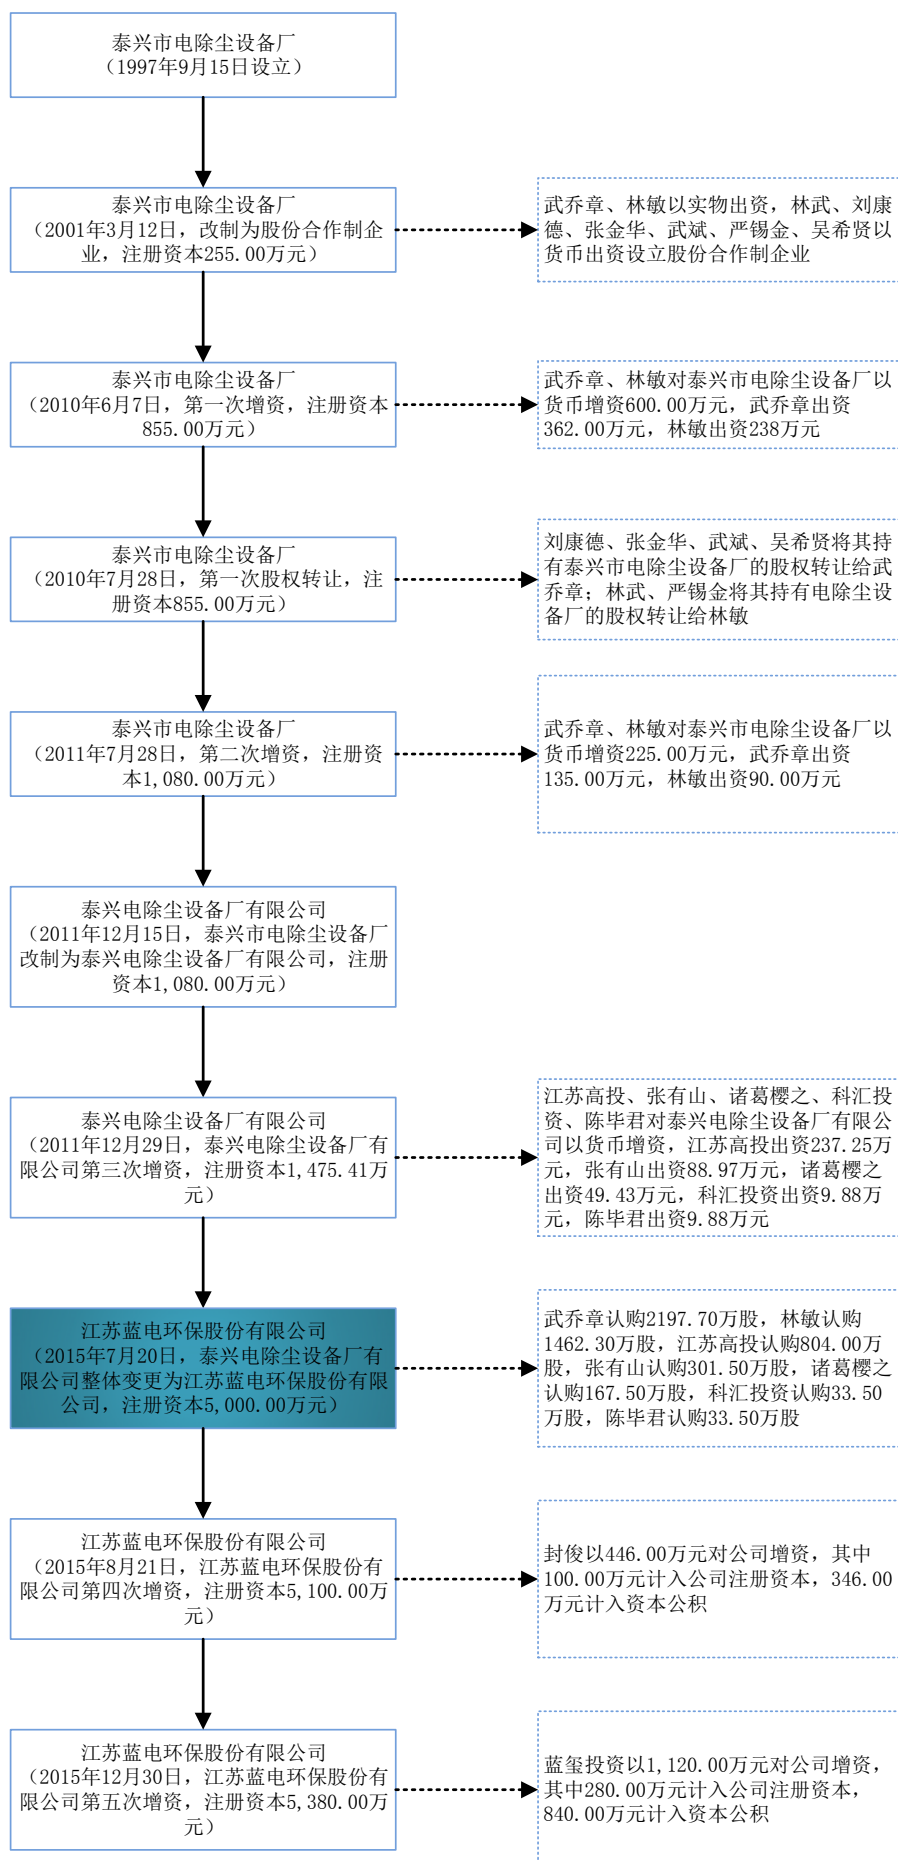 泰兴市电除尘设备厂
（1997年9月15日设立）
泰兴市电除尘设备厂
（2001年3月12日，改制为股份合作制企
业，注册资本255.00万元）
武乔章、林敏以实物出资，林武、刘康
德、张金华、武斌、严锡金、吴希贤以
货币出资设立股份合作制企业
泰兴市电除尘设备厂
（2010年6月7日，第一次增资，注册资本
855.00万元）
武乔章、林敏对泰兴市电除尘设备厂以
货币增资600.00万元，武乔章出资
362.00万元，林敏出资238万元
泰兴市电除尘设备厂
（2010年7月28日，第一次股权转让，注
册资本855.00万元）
刘康德、张金华、武斌、吴希贤将其持
有泰兴市电除尘设备厂的股权转让给武
乔章；林武、严锡金将其持有电除尘设
备厂的股权转让给林敏
泰兴市电除尘设备厂
（2011年7月28日，第二次增资，注册资
本1,080.00万元）
武乔章、林敏对泰兴市电除尘设备厂以
货币增资225.00万元，武乔章出资
135.00万元，林敏出资90.00万元
泰兴电除尘设备厂有限公司
（2011年12月15日，泰兴市电除尘设备厂
改制为泰兴电除尘设备厂有限公司，注册
资本1,080.00万元）
泰兴电除尘设备厂有限公司
（2011年12月29日，泰兴电除尘设备厂有
限公司第三次增资，注册资本1,475.41万
元）
江苏高投、张有山、诸葛樱之、科汇投
资、陈毕君对泰兴电除尘设备厂有限公
司以货币增资，江苏高投出资237.25万
元，张有山出资88.97万元，诸葛樱之
出资49.43万元，科汇投资出资9.88万
元，陈毕君出资9.88万元
江苏蓝电环保股份有限公司
（2015年7月20日，泰兴电除尘设备厂有
限公司整体变更为江苏蓝电环保股份有限
公司，注册资本5,000.00万元）
武乔章认购2197.70万股，林敏认购
1462.30万股，江苏高投认购804.00万
股，张有山认购301.50万股，诸葛樱之
认购167.50万股，科汇投资认购33.50
万股，陈毕君认购33.50万股
江苏蓝电环保股份有限公司
（2015年8月21日，江苏蓝电环保股份有
限公司第四次增资，注册资本5,100.00万
元）
封俊以446.00万元对公司增资，其中
100.00万元计入公司注册资本，346.00
万元计入资本公积
江苏蓝电环保股份有限公司
（2015年12月30日，江苏蓝电环保股份有
限公司第五次增资，注册资本5,380.00万
元）
蓝玺投资以1,120.00万元对公司增资，
其中280.00万元计入公司注册资本，
840.00万元计入资本公积